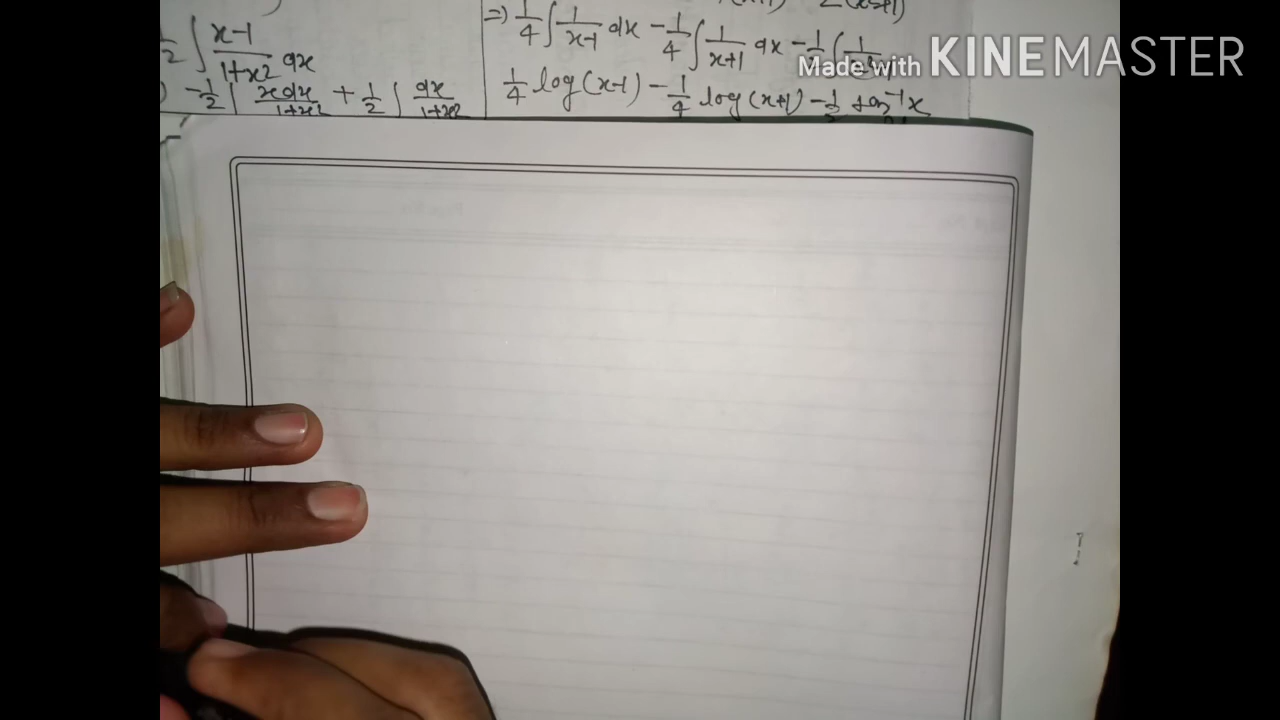 1/2 ∫ x-1/1+x² dx
-1/2 ∫ xdx/1+x² + 1/2 ∫ dx/1+x²
=) 1/4 ∫ 1/x-1 dx - 1/4 ∫ 1/x+1 dx - 1/2 ∫
1/4 log(x-1) - 1/4 log(x+1) - 1/2 tan⁻¹x
Made with KINEMASTER